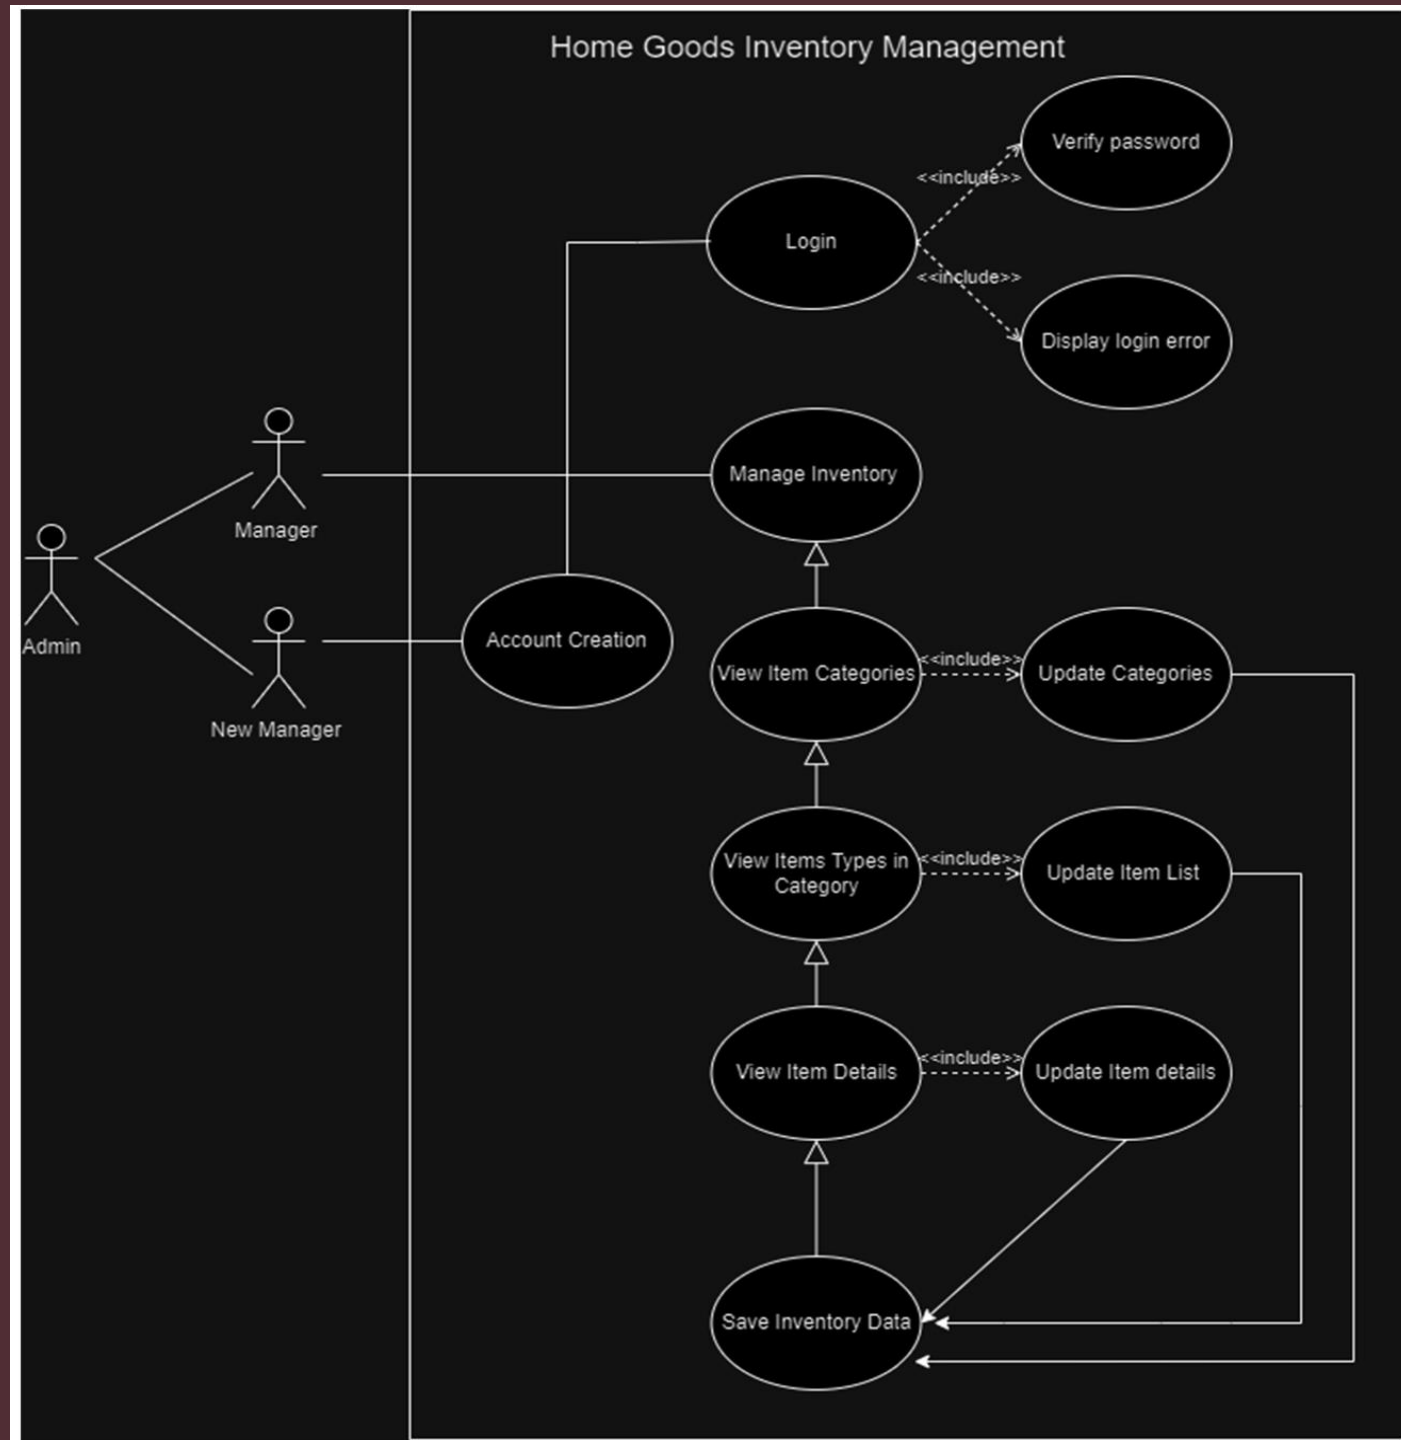 Home Goods Inventory Management
Verify password
<<include>>
Login
<<include>>
Display login error
Manage Inventory
Manager
Admin
Account Creation
New Manager
View Item Categories
<<include>>
Update Categories
View Items Types in
Category
<<include>>
Update Item List
View Item Details
<<include>>
Update Item details
Save Inventory Data